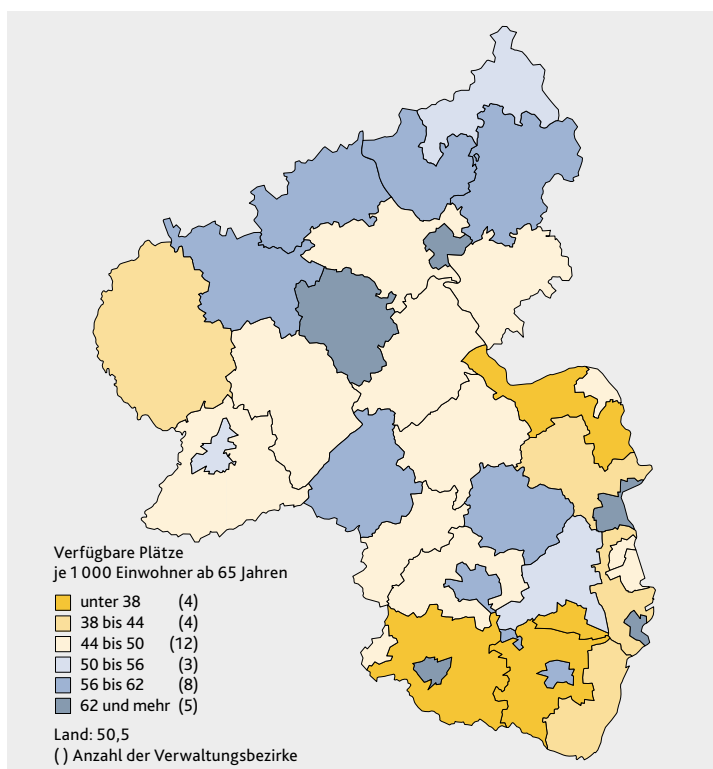 Verfügbare Plätze
je 1 000 Einwohner ab 65 Jahren
unter 38 (4)
38 bis 44 (4)
44 bis 50 (12)
50 bis 56 (3)
56 bis 62 (8)
62 und mehr (5)
Land: 50,5
( ) Anzahl der Verwaltungsbezirke